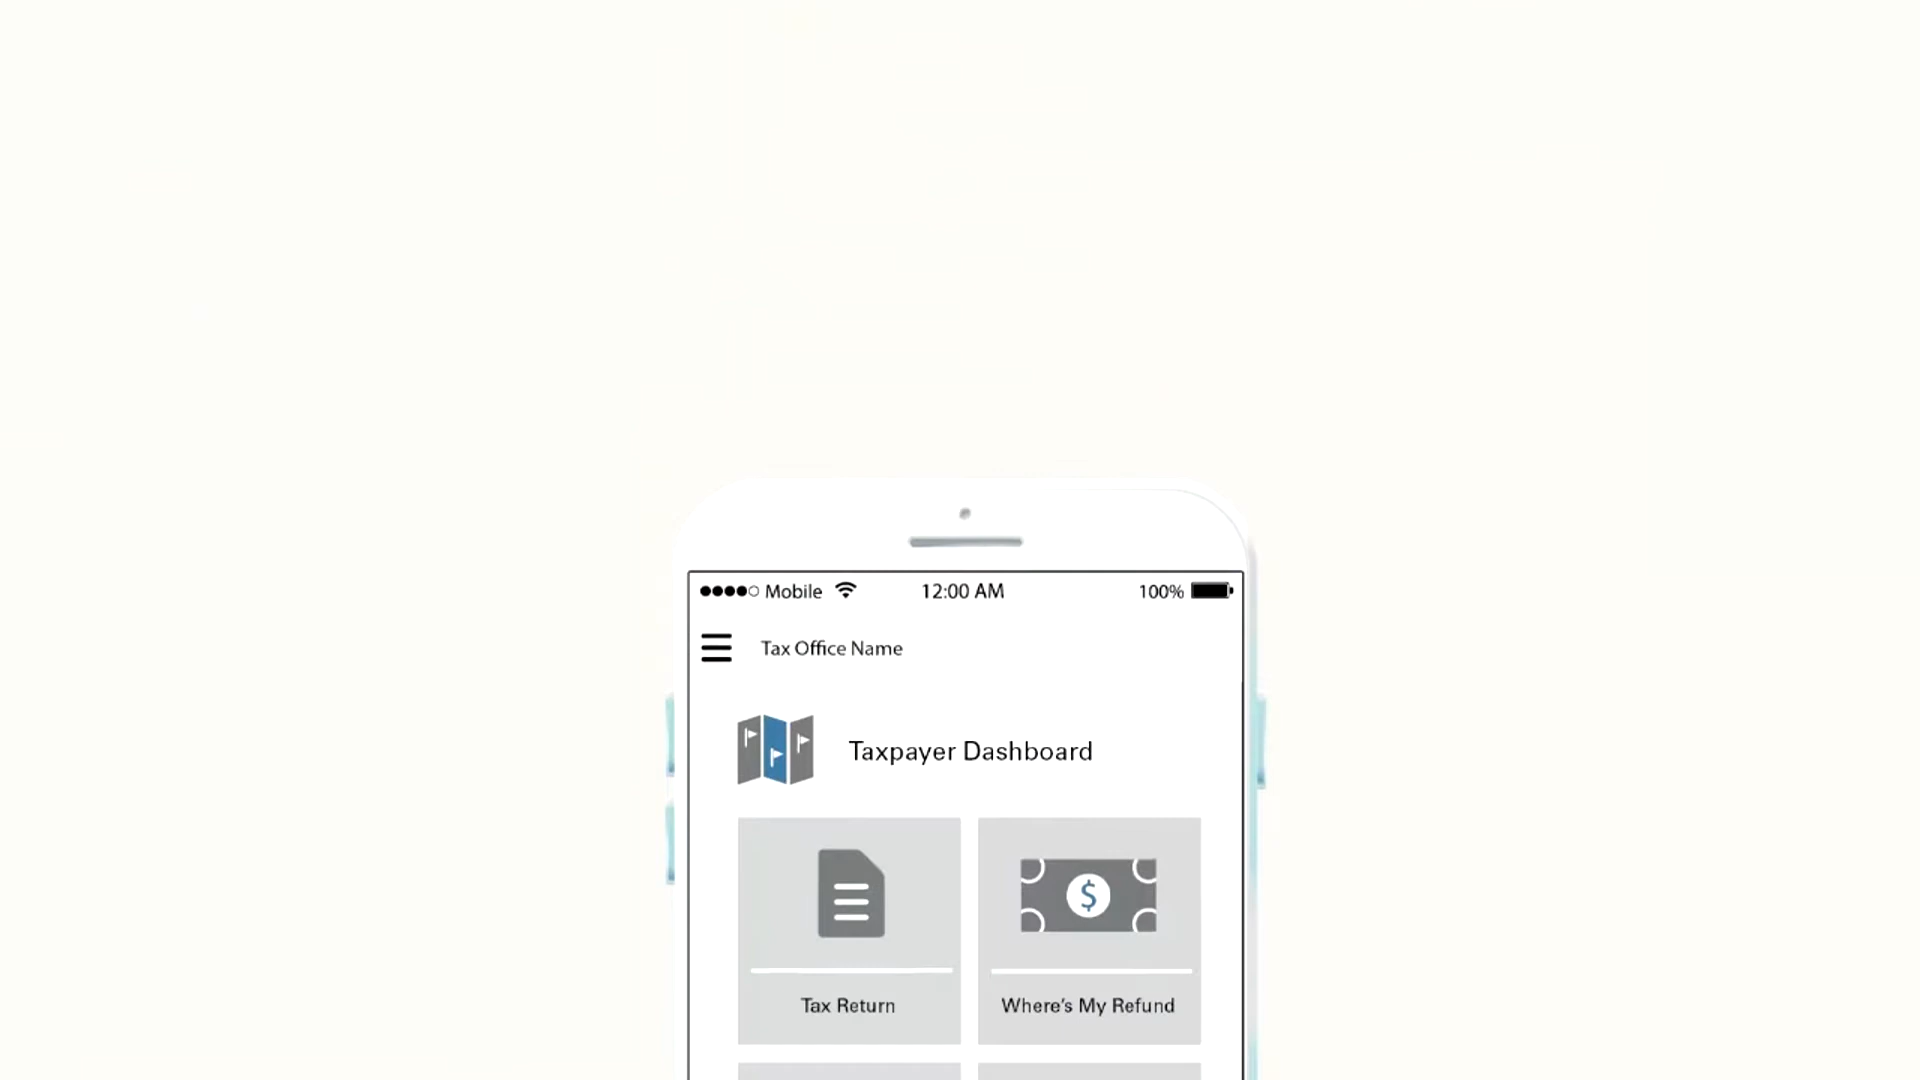 Mobile 12:00 AM 100%
Tax Office Name
Taxpayer Dashboard
$
Tax Return
Where's My Refund